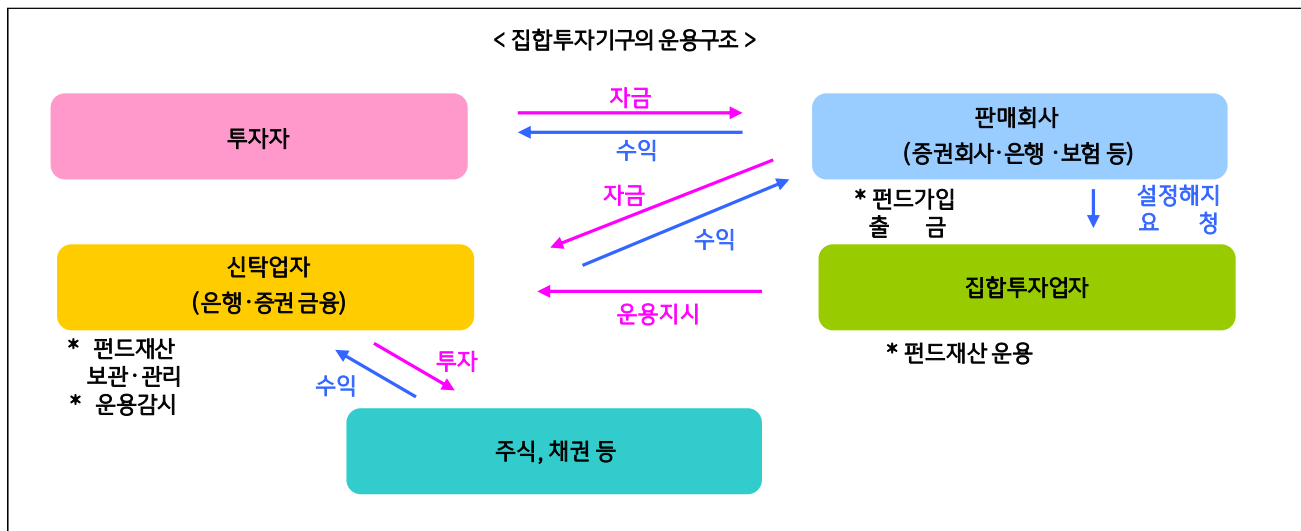 < 집합투자기구의 운용구조 >
자금
투자자
판매회사
(증권회사·은행 ·보험 등)
수익
자금
* 펀드가입
출 금
설정해지
요 청
수익
신탁업자
(은행·증권 금융)
집합투자업자
운용지시
* 펀드재산
보관·관리
* 운용감시
투자
수익
* 펀드재산 운용
주식, 채권 등